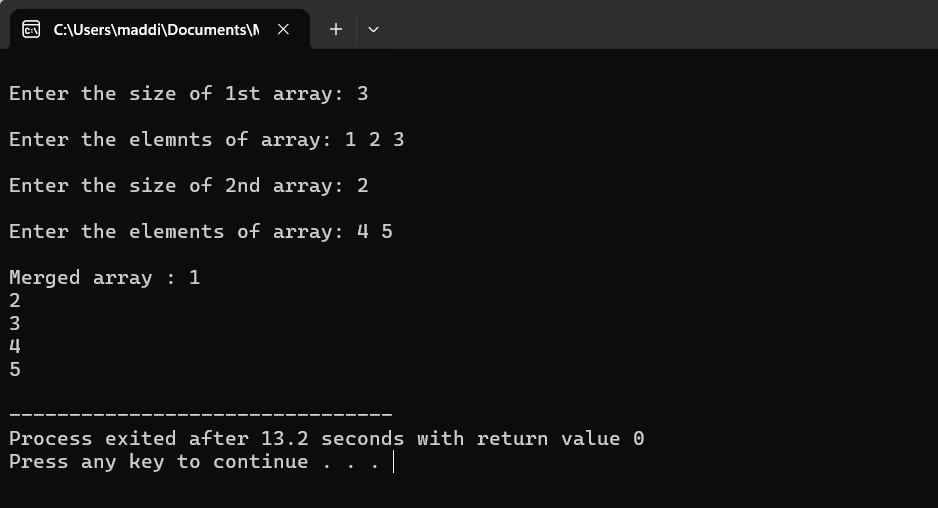 C:\Users\maddi\Documents\M
Enter the size of 1st array: 3
Enter the elemnts of array: 1 2 3
Enter the size of 2nd array: 2
Enter the elements of array: 4 5
Merged array : 1
2
3
4
5
--------------------------------
Process exited after 13.2 seconds with return value 0
Press any key to continue . . .